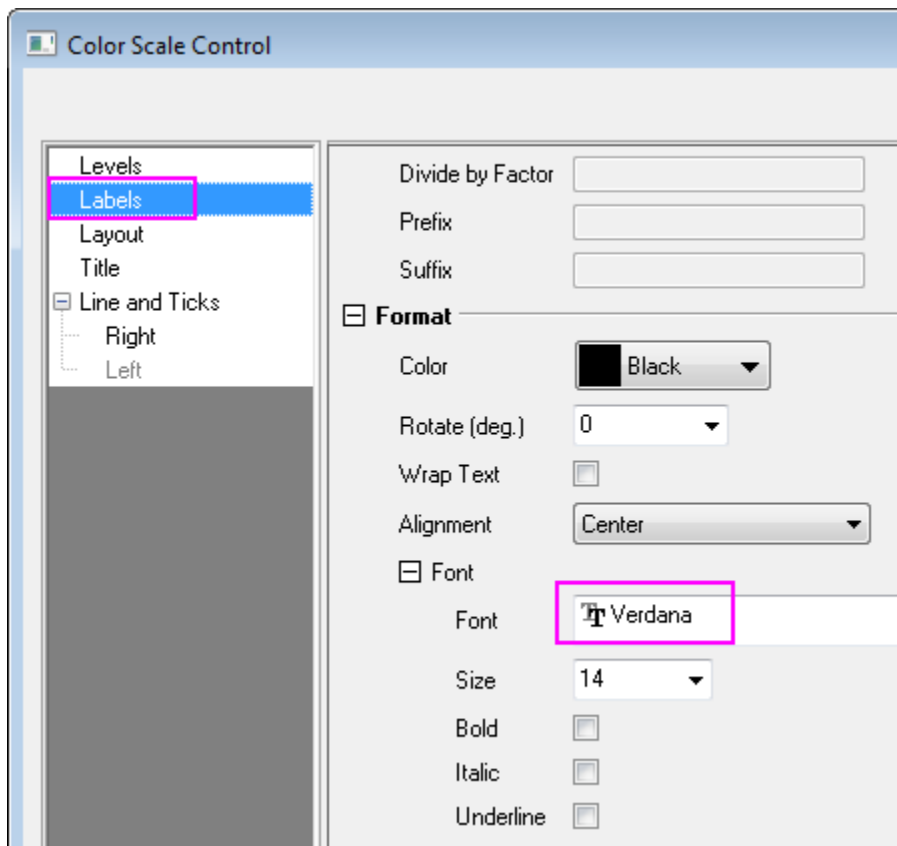 Color Scale Control
Levels
Labels
Layout
Title
Line and Ticks
Right
Left
Divide by Factor
Prefix
Suffix
Format
Color Black
Rotate (deg.) 0
Wrap Text
Alignment Center
Font
Font Verdana
Size 14
Bold
Italic
Underline